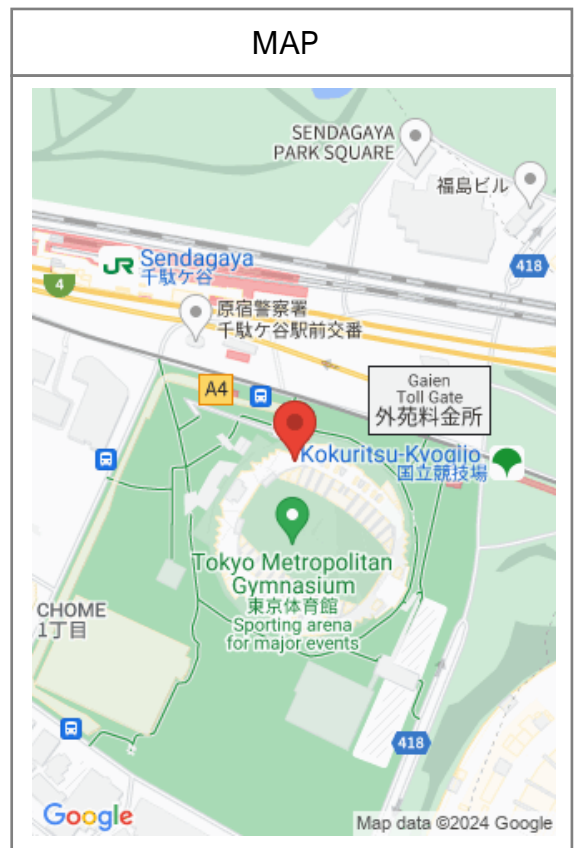 MAP
SENDAGAYA
PARK SQUARE
福島ビル
418
JR
Sendagaya
千駄ケ谷
4
原宿警察署
千駄ケ谷駅前交番
A4
Gaien
Toll Gate
外苑料金所
Kokuritsu-Kyogijo
国立競技場
Tokyo Metropolitan
Gymnasium
東京体育館
Sporting arena
for major events
CHOME
1丁目
418
Google
Map data ©2024 Google